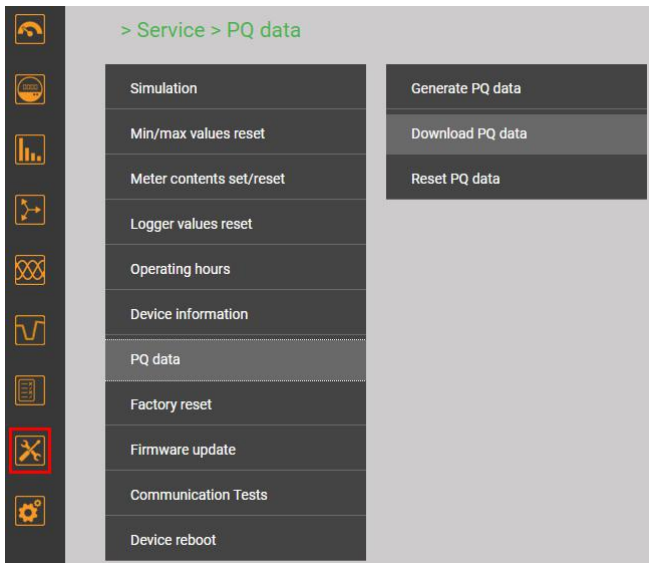 > Service > PQ data
Simulation
Min/max values reset
Meter contents set/reset
Logger values reset
Operating hours
Device information
PQ data
Factory reset
Firmware update
Communication Tests
Device reboot
Generate PQ data
Download PQ data
Reset PQ data